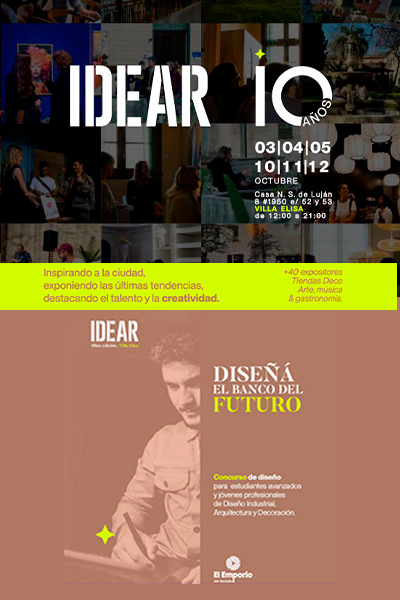 IDEAR 10
AÑOS
03|04|05
10|11|12
OCTUBRE
Casa N. S. de Luján
8 #1960 e/ 52 y 53
VILLA ELISA
de 12:00 a 21:00
Inspirando a la ciudad,
exponiendo las últimas tendencias,
destacando el talento y la creatividad.
+40 expositores
Tiendas Deco
Arte, música
& gastronomía.
IDEAR
Villa Elisa
DISEÑÁ
EL BANCO DEL
FUTURO
Concurso de diseño
para estudiantes avanzados
y jóvenes profesionales
de Diseño Industrial,
Arquitectura y Decoración.
El Emporio